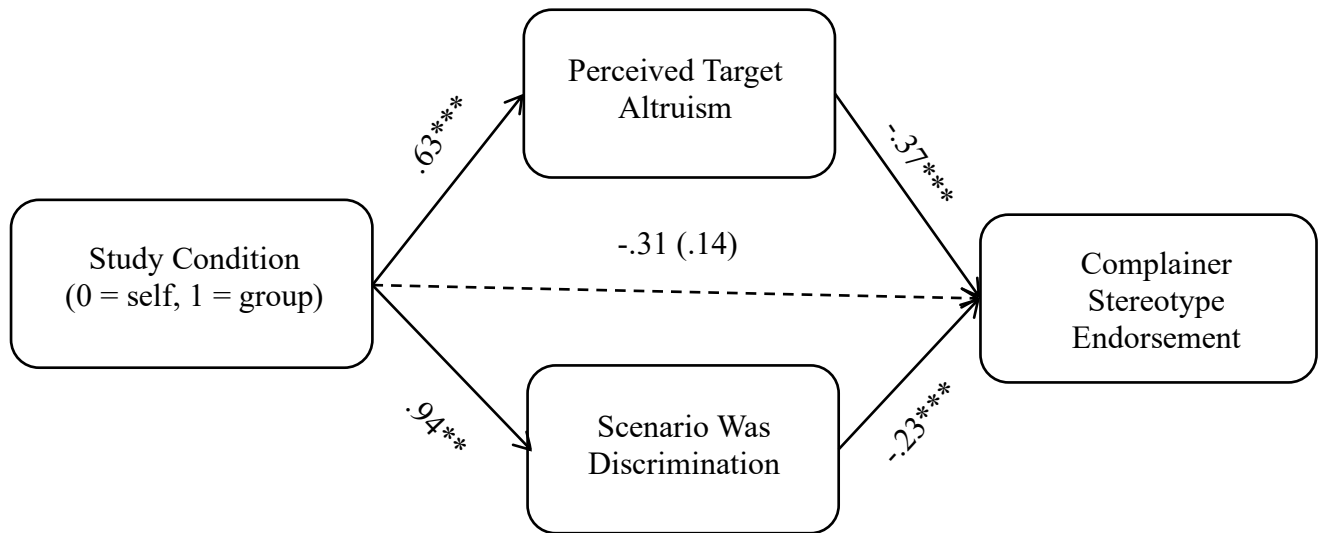 Perceived Target
Altruism
.63***
-.37***
Study Condition
(0 = self, 1 = group)
-.31 (.14)
Complainer
Stereotype
Endorsement
.94**
-.23***
Scenario Was
Discrimination